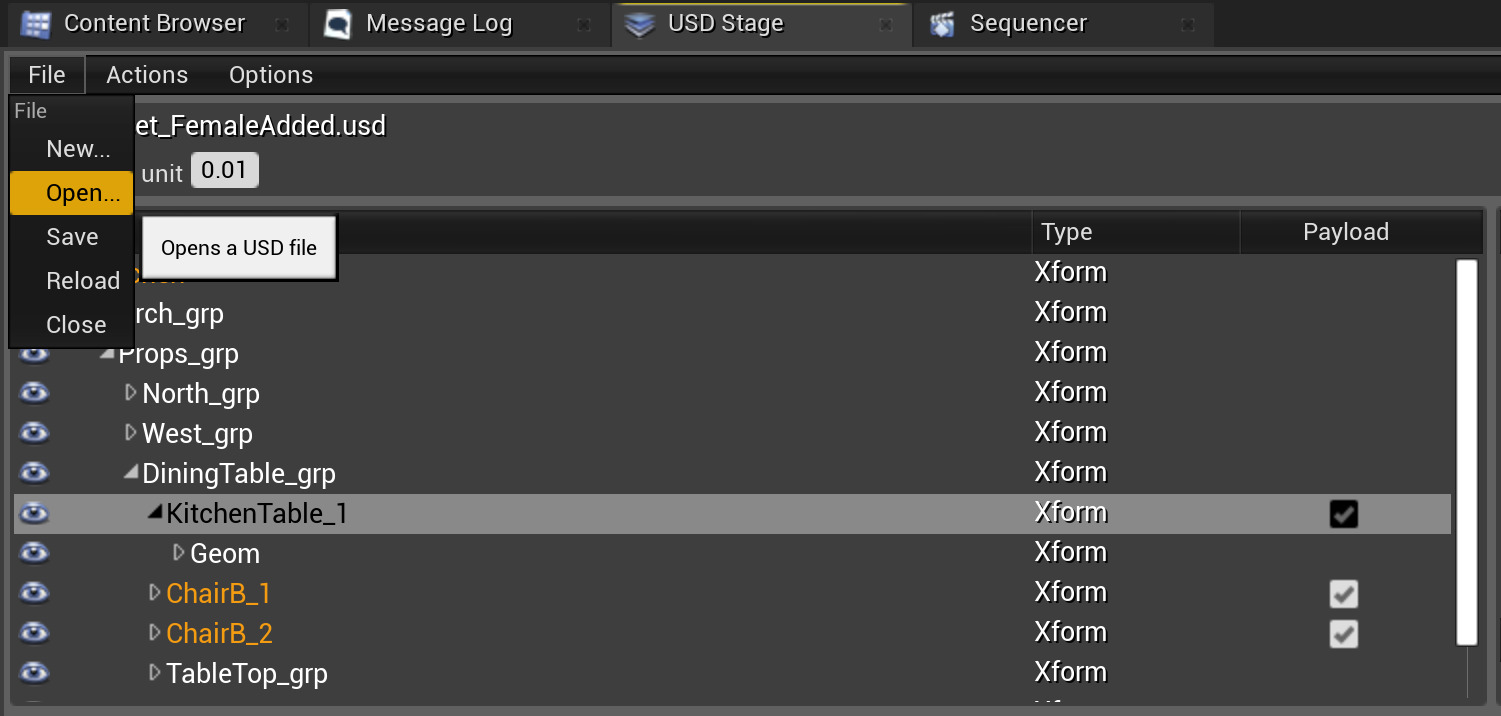 Content Browser Message Log USD Stage Sequencer
File Actions Options
File
et_FemaleAdded.usd
New...
unit 0.01
Open...
Save
Opens a USD file
Type Payload
Reload
Xform
Close
rch_grp Xform
Props_grp Xform
North_grp Xform
West_grp Xform
DiningTable_grp Xform
KitchenTable_1 Xform
Geom Xform
ChairB_1 Xform
ChairB_2 Xform
TableTop_grp Xform